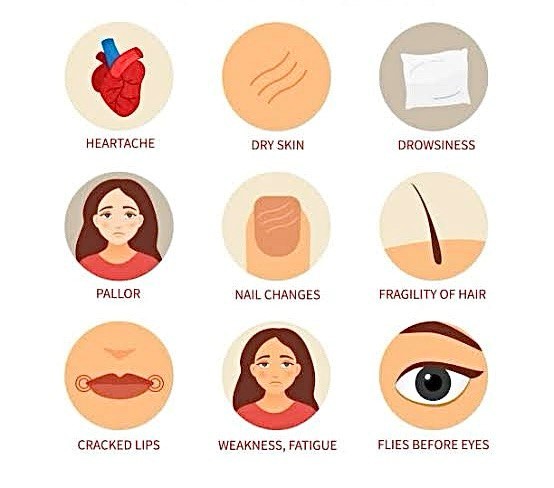 HEARTACHE
DRY SKIN
DROWSINESS
PALLOR
NAIL CHANGES
FRAGILITY OF HAIR
CRACKED LIPS
WEAKNESS, FATIGUE
FLIES BEFORE EYES